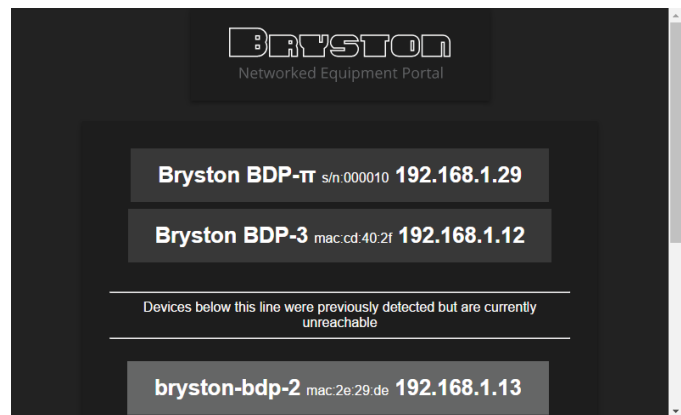 BRYSTON
Networked Equipment Portal
Bryston BDP-π s/n:000010 192.168.1.29
Bryston BDP-3 mac:cd:40:2f 192.168.1.12
Devices below this line were previously detected but are currently
unreachable
bryston-bdp-2 mac:2e:29:de 192.168.1.13